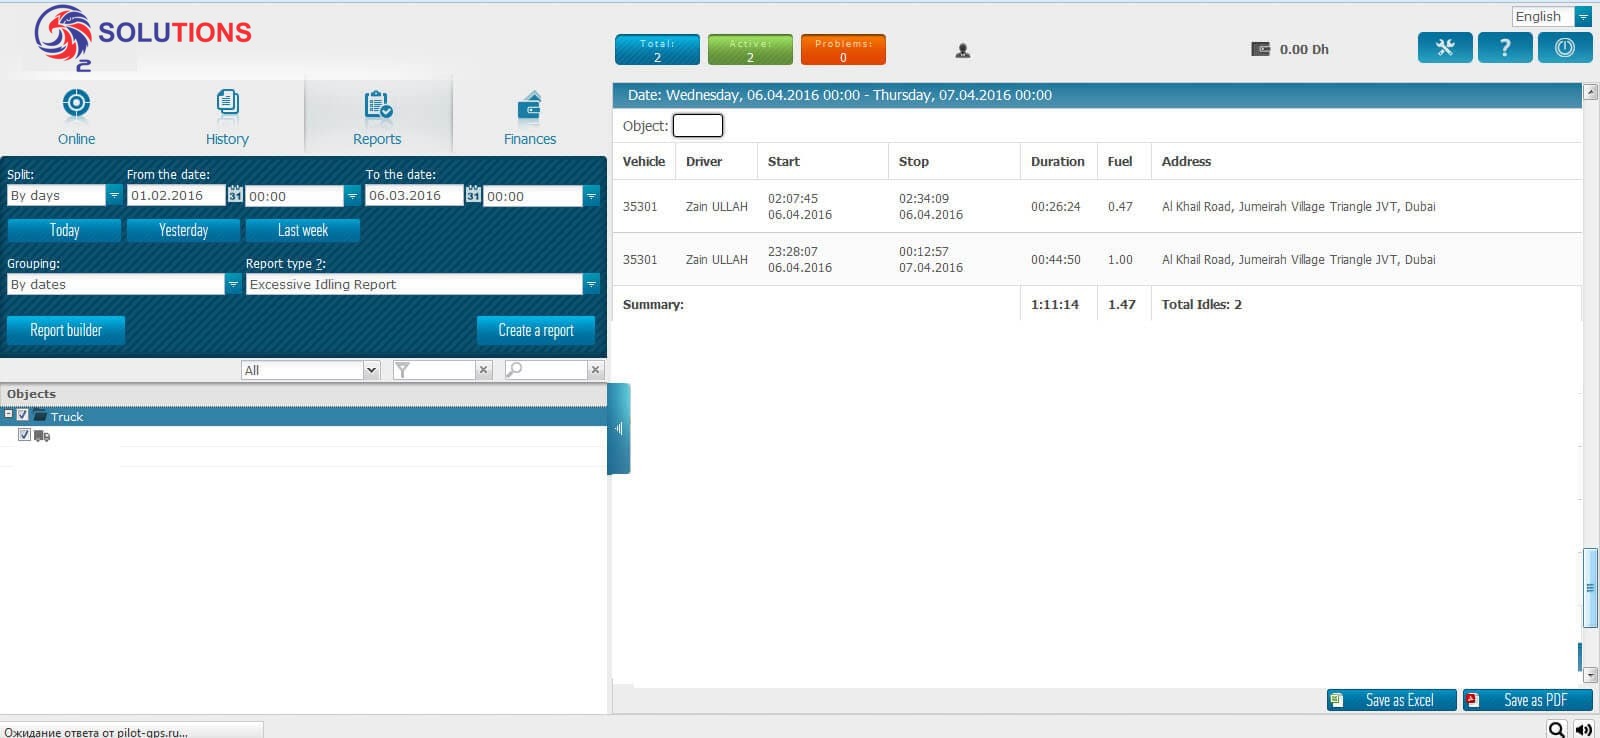 SOLUTIONS
2
English
Total:
2
Active:
2
Problems:
0
0.00 Dh
?
Online
History
Reports
Finances
Split:
From the date:
To the date:
By days
01.02.2016
31
00:00
06.03.2016
31
00:00
Today
Yesterday
Last week
Grouping:
Report type ?:
By dates
Excessive Idling Report
Report builder
Create a report
All
Objects
Truck
Date: Wednesday, 06.04.2016 00:00 - Thursday, 07.04.2016 00:00
Object:
Vehicle Driver Start Stop Duration Fuel Address
35301 Zain ULLAH 02:07:45 06.04.2016 02:34:09 06.04.2016 00:26:24 0.47 Al Khail Road, Jumeirah Village Triangle JVT, Dubai
35301 Zain ULLAH 23:28:07 06.04.2016 00:12:57 07.04.2016 00:44:50 1.00 Al Khail Road, Jumeirah Village Triangle JVT, Dubai
Summary: 1:11:14 1.47 Total Idles: 2
Save as Excel
Save as PDF
Ожидание ответа от pilot-gps.ru...